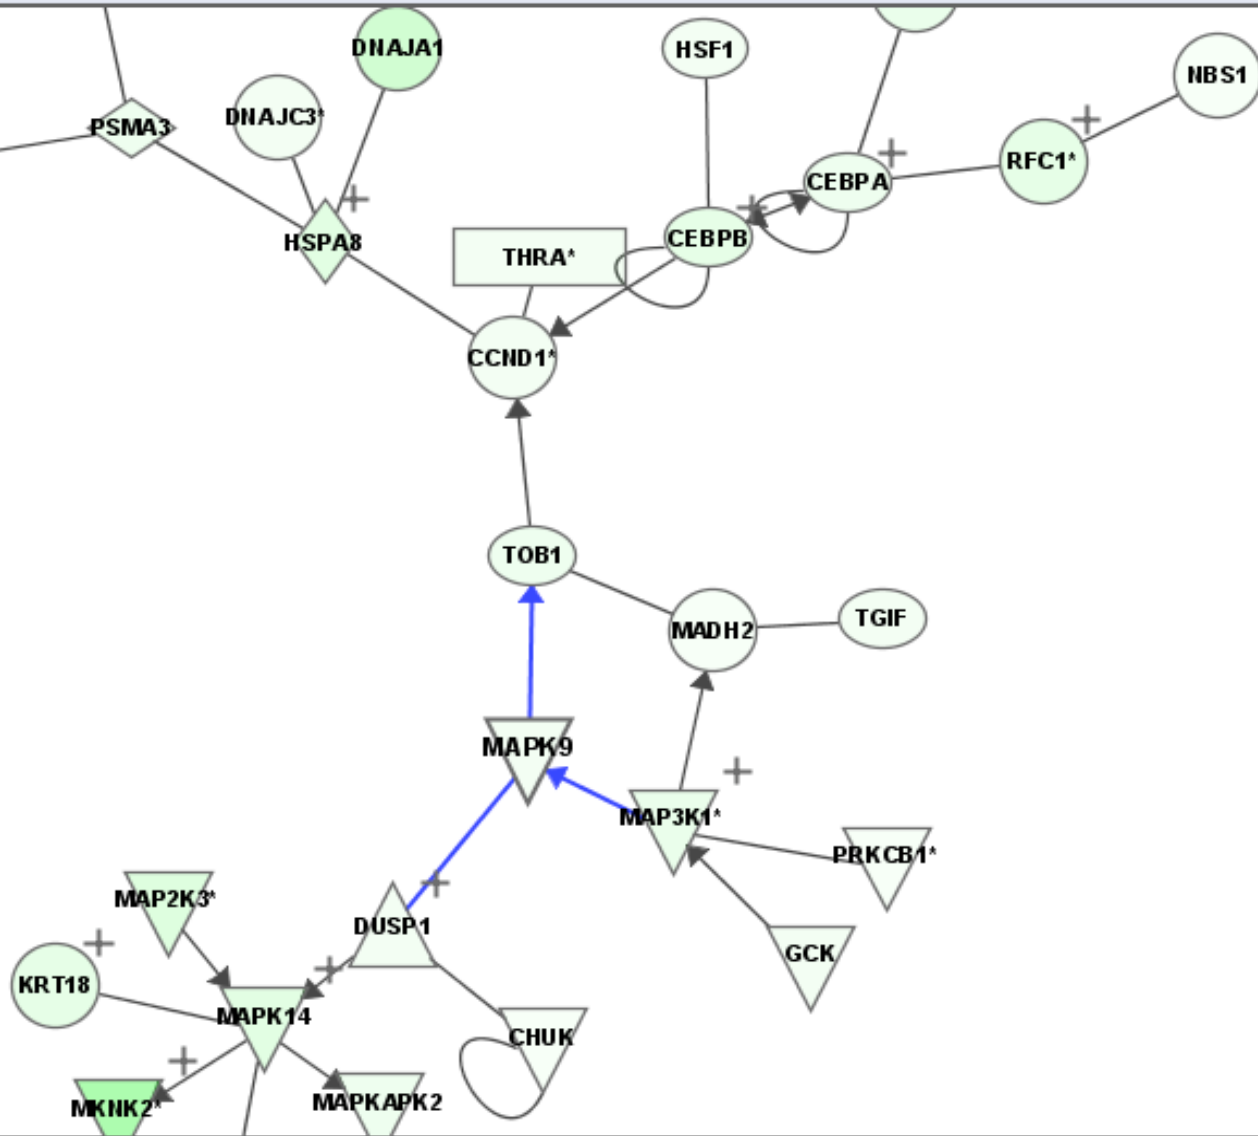 DNAJA1
HSF1
NBS1
DNAJC3*
PSMA3
RFC1*
CEBPA
HSPA8
CEBPB
THRA*
CCND1*
TOB1
TGIF
MADH2
MAPK9
MAP3K1*
PRKCB1*
MAP2K3*
DUSP1
GCK
KRT18
MAPK14
CHUK
MKNK2*
MAPKAPK2